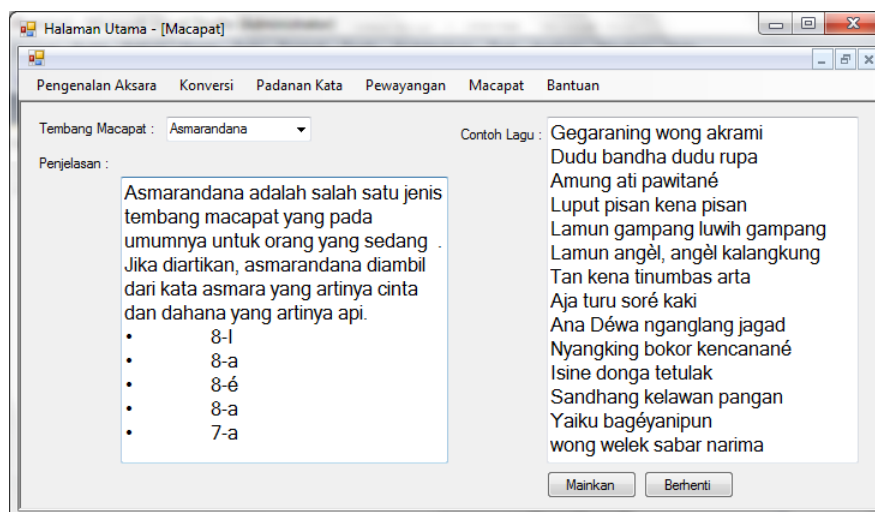 Halaman Utama - [Macapat]
Pengenalan Aksara Konversi Padanan Kata Pewayangan Macapat Bantuan
Tembang Macapat : Asmarandana
Penjelasan :
Asmarandana adalah salah satu jenis
tembang macapat yang pada
umumnya untuk orang yang sedang .
Jika diartikan, asmarandana diambil
dari kata asmara yang artinya cinta
dan dahana yang artinya api.
• 8-I
• 8-a
• 8-é
• 8-a
• 7-a
Contoh Lagu :
Gegaraning wong akrami
Dudu bandha dudu rupa
Amung ati pawitané
Luput pisan kena pisan
Lamun gampang luwih gampang
Lamun angèl, angèl kalangkung
Tan kena tinumbas arta
Aja turu soré kaki
Ana Déwa nganglang jagad
Nyangking bokor kencanané
Isine donga tetulak
Sandhang kelawan pangan
Yaiku bagéyanipun
wong welek sabar narima
Mainkan Berhenti